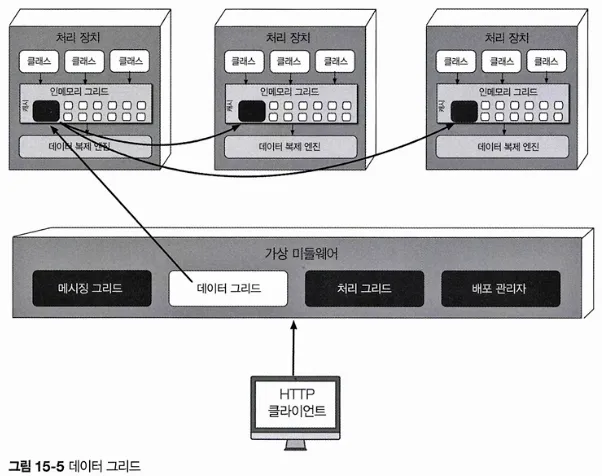 처리 장치
클래스 클래스 클래스
인메모리 그리드
캐시
데이터 복제 엔진
처리 장치
클래스 클래스 클래스
인메모리 그리드
캐시
데이터 복제 엔진
처리 장치
클래스 클래스 클래스
인메모리 그리드
캐시
데이터 복제 엔진
가상 미들웨어
메시징 그리드 데이터 그리드 처리 그리드 배포 관리자
HTTP
클라이언트
그림 15-5 데이터 그리드